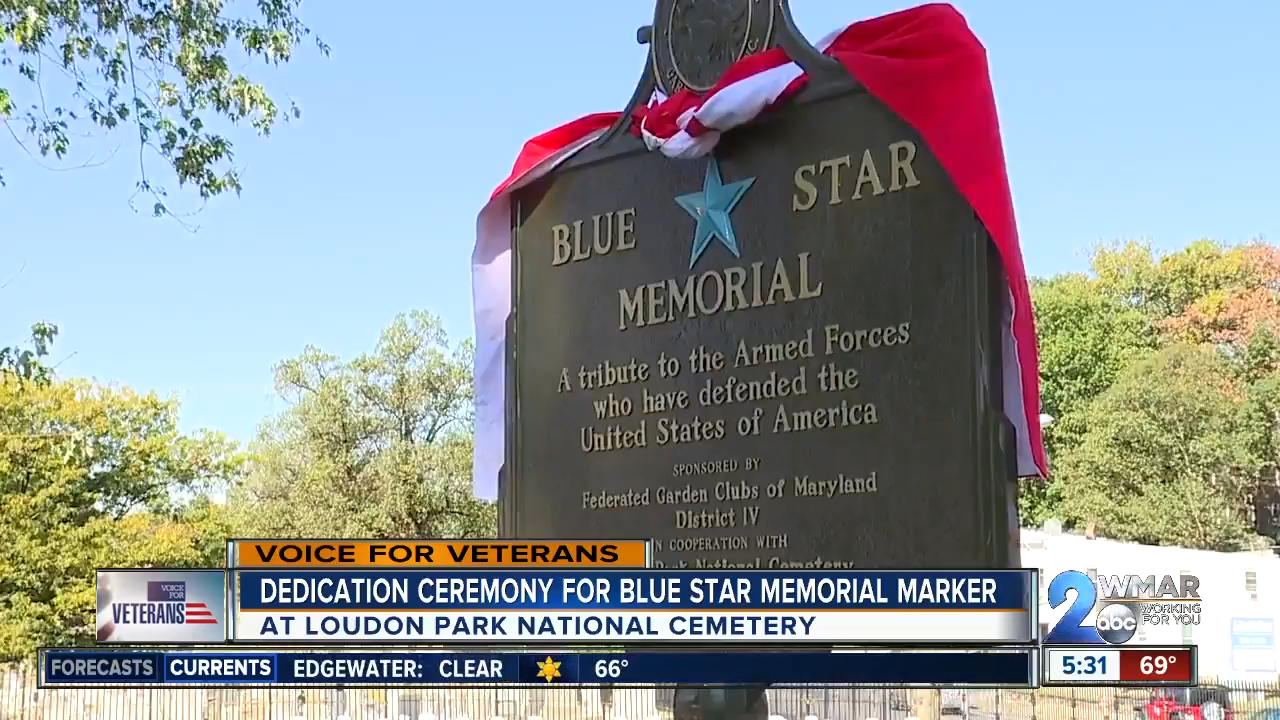 BLUE STAR
MEMORIAL
A tribute to the Armed Forces
who have defended the
United States of America
SPONSORED BY
Federated Garden Clubs of Maryland
District IV
IN COOPERATION WITH
Park National Cemetery
VOICE FOR VETERANS
VOICE
FOR
VETERANS
DEDICATION CEREMONY FOR BLUE STAR MEMORIAL MARKER
AT LOUDON PARK NATIONAL CEMETERY
2 WMAR
abc WORKING
FOR YOU
FORECASTS CURRENTS EDGEWATER: CLEAR 66°
5:31 69°